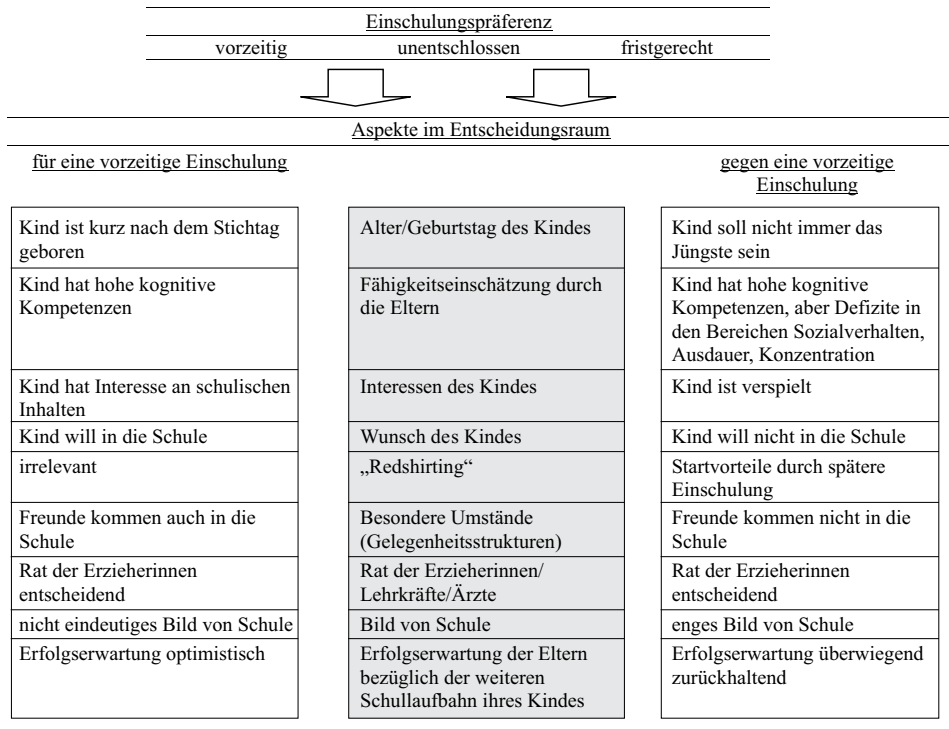 Einschulungspräferenz
vorzeitig unentschlossen fristgerecht
Aspekte im Entscheidungsraum
für eine vorzeitige Einschulung
gegen eine vorzeitige
Einschulung
Kind ist kurz nach dem Stichtag
geboren
Alter/Geburtstag des Kindes
Kind soll nicht immer das
Jüngste sein
Kind hat hohe kognitive
Kompetenzen
Fähigkeitseinschätzung durch
die Eltern
Kind hat hohe kognitive
Kompetenzen, aber Defizite in
den Bereichen Sozialverhalten,
Ausdauer, Konzentration
Kind hat Interesse an schulischen
Inhalten
Interessen des Kindes
Kind ist verspielt
Kind will in die Schule
Wunsch des Kindes
Kind will nicht in die Schule
irrelevant
„Redshirting“
Startvorteile durch spätere
Einschulung
Freunde kommen auch in die
Schule
Besondere Umstände
(Gelegenheitsstrukturen)
Freunde kommen nicht in die
Schule
Rat der Erzieherinnen
entscheidend
Rat der Erzieherinnen/
Lehrkräfte/Ärzte
Rat der Erzieherinnen
entscheidend
nicht eindeutiges Bild von Schule
Bild von Schule
enges Bild von Schule
Erfolgserwartung optimistisch
Erfolgserwartung der Eltern
bezüglich der weiteren
Schullaufbahn ihres Kindes
Erfolgserwartung überwiegend
zurückhaltend